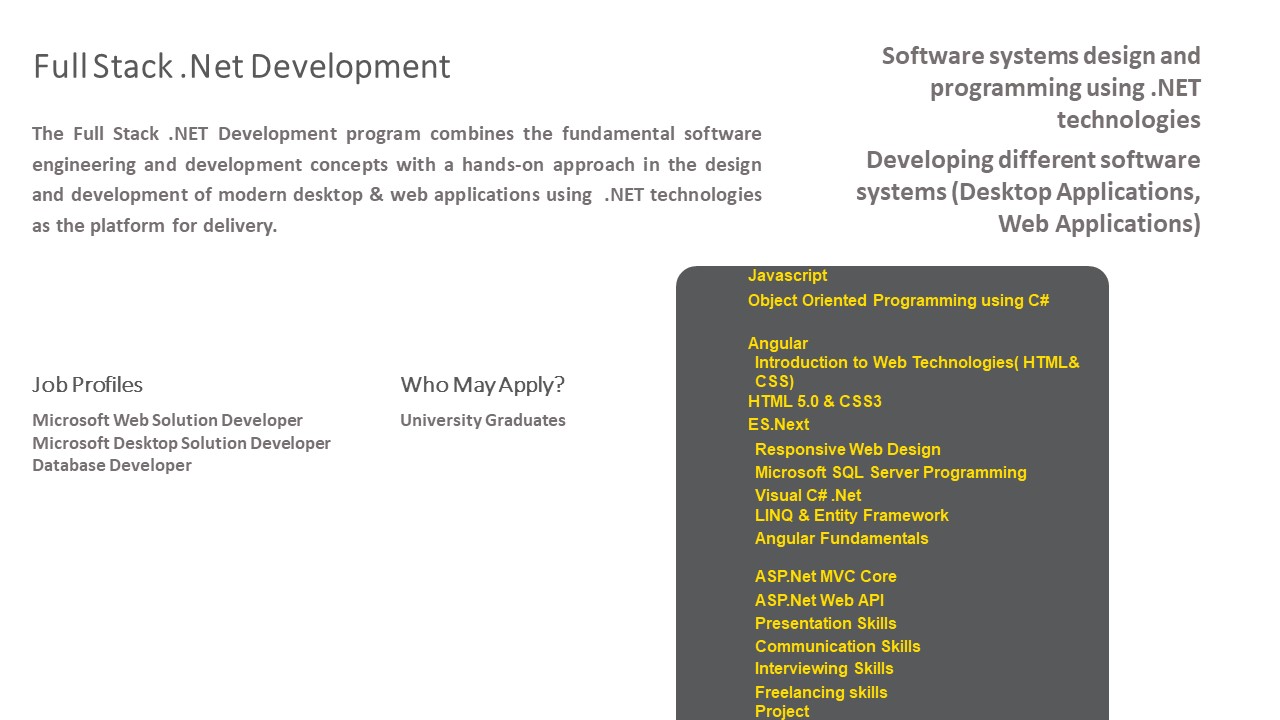 Full Stack .Net Development
The Full Stack .NET Development program combines the fundamental software
engineering and development concepts with a hands-on approach in the design
and development of modern desktop & web applications using .NET technologies
as the platform for delivery.
Software systems design and
programming using .NET
technologies
Developing different software
systems (Desktop Applications,
Web Applications)
Job Profiles
Microsoft Web Solution Developer
Microsoft Desktop Solution Developer
Database Developer
Who May Apply?
University Graduates
Javascript
Object Oriented Programming using C#
Angular
Introduction to Web Technologies( HTML&
CSS)
HTML 5.0 & CSS3
ES.Next
Responsive Web Design
Microsoft SQL Server Programming
Visual C# .Net
LINQ & Entity Framework
Angular Fundamentals
ASP.Net MVC Core
ASP.Net Web API
Presentation Skills
Communication Skills
Interviewing Skills
Freelancing skills
Project